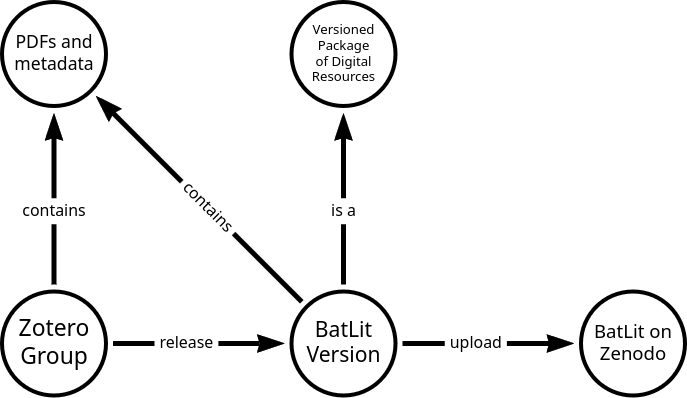 PDFs and
metadata
Versioned
Package
of Digital
Resources
contains
contains
is a
Zotero
Group
release
BatLit
Version
upload
BatLit on
Zenodo